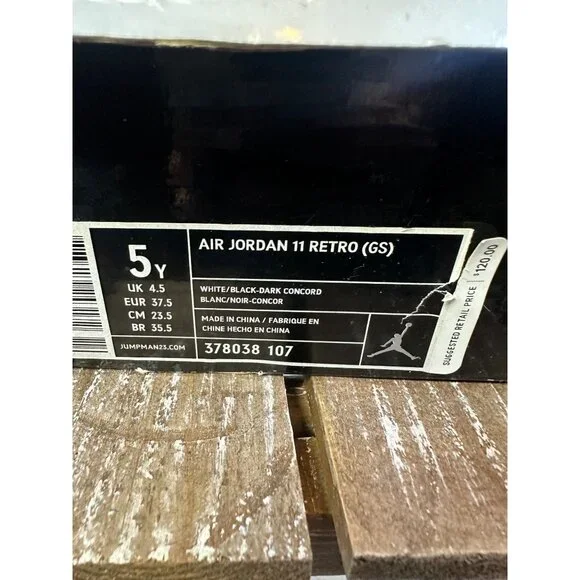 5Y
UK 4.5
EUR 37.5
CM 23.5
BR 35.5
JUMPMAN23.COM
AIR JORDAN 11 RETRO (GS)
WHITE/BLACK-DARK CONCORD
BLANC/NOIR-CONCOR
MADE IN CHINA / FABRIQUE EN
CHINE HECHO EN CHINA
378038 107
SUGGESTED RETAIL PRICE
$120.00